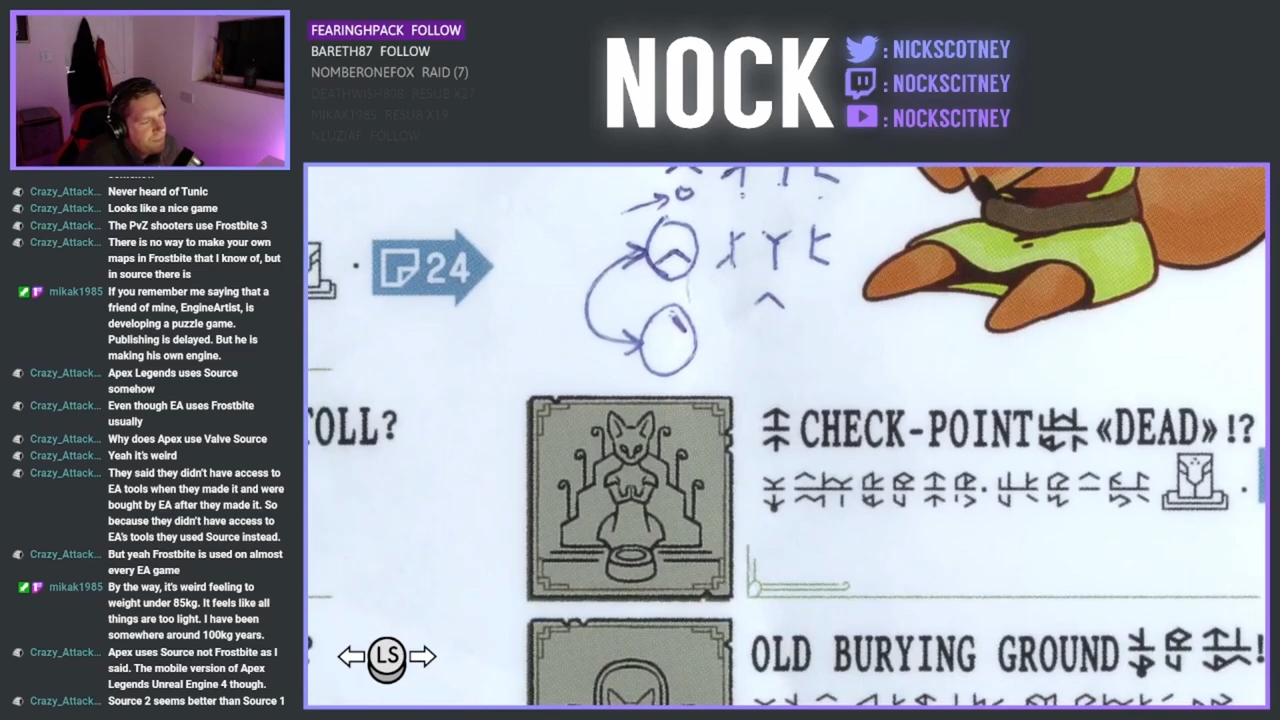 FEARINGHPACK FOLLOW
BARETH87 FOLLOW
NOMBERONEFOX RAID (7)
DEATHWISH808 RESUB X27
MIKAK1985 RESUB X19
NLUZIAF FOLLOW
NOCK
: NICKSCOTNEY
: NOCKSCITNEY
: NOCKSCITNEY
Crazy_Attack... Never heard of Tunic
Crazy_Attack... Looks like a nice game
Crazy_Attack... The PvZ shooters use Frostbite 3
Crazy_Attack... There is no way to make your own
maps in Frostbite that I know of, but
in source there is
mikak1985 If you remember me saying that a
friend of mine, EngineArtist, is
developing a puzzle game.
Publishing is delayed. But he is
making his own engine.
Crazy_Attack... Apex Legends uses Source
somehow
Crazy_Attack... Even though EA uses Frostbite
usually
Crazy_Attack... Why does Apex use Valve Source
Crazy_Attack... Yeah it's weird
Crazy_Attack... They said they didn't have access to
EA tools when they made it and were
bought by EA after they made it. So
because they didn't have access to
EA's tools they used Source instead.
Crazy_Attack... But yeah Frostbite is used on almost
every EA game
mikak1985 By the way, it's weird feeling to
weight under 85kg. It feels like all
things are too light. I have been
somewhere around 100kg years.
Crazy_Attack... Apex uses Source not Frostbite as I
said. The mobile version of Apex
Legends Unreal Engine 4 though.
Crazy_Attack... Source 2 seems better than Source 1
24
TOLL?
CHECK-POINT «DEAD» !?
LS
OLD BURYING GROUND !